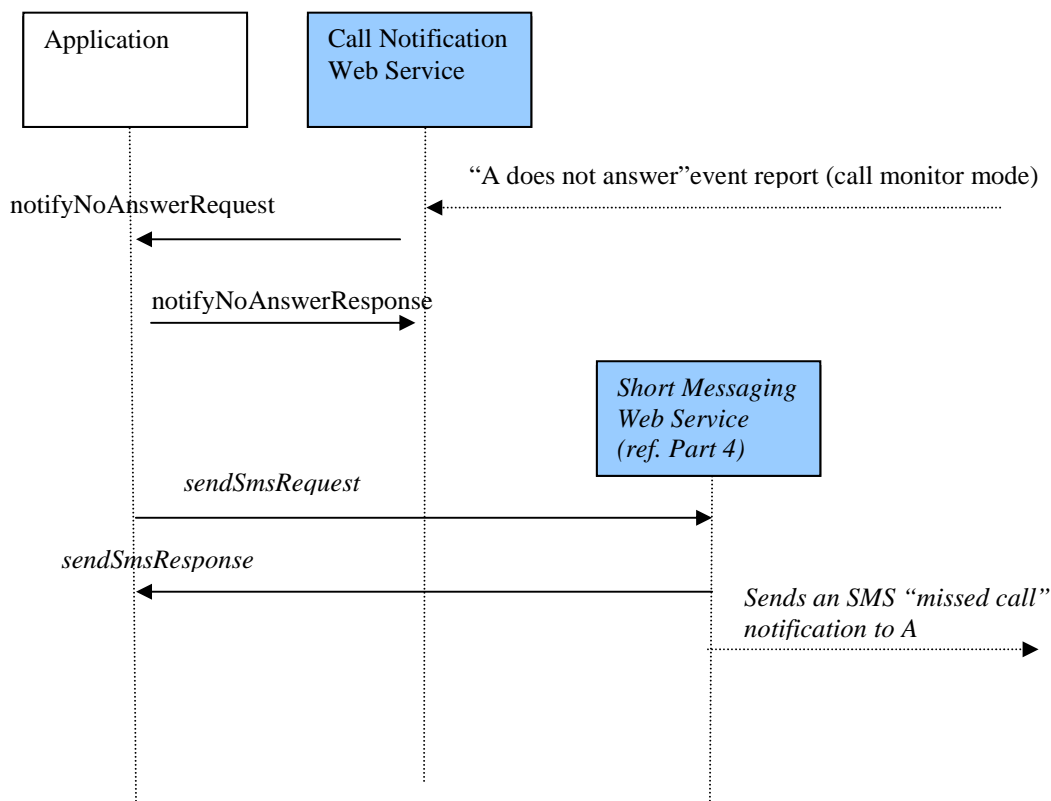 Application
Call Notification
Web Service
“A does not answer”event report (call monitor mode)
notifyNoAnswerRequest
notifyNoAnswerResponse
Short Messaging
Web Service
(ref. Part 4)
sendSmsRequest
sendSmsResponse
Sends an SMS “missed call”
notification to A